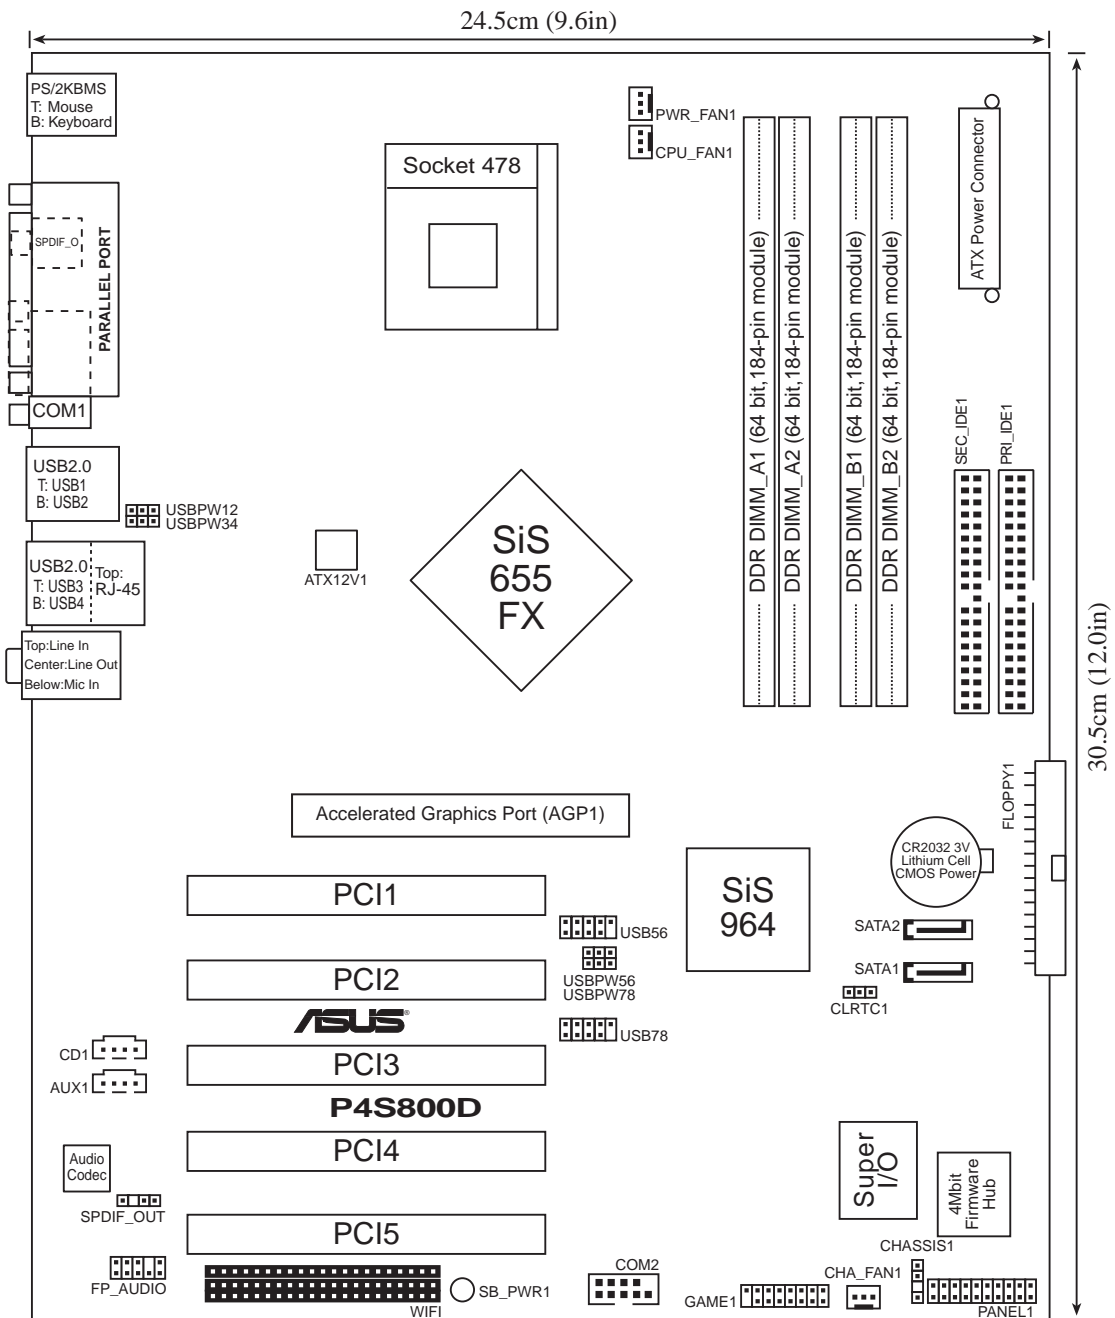 24.5cm (9.6in)
PS/2KBMS
T: Mouse
B: Keyboard
PWR_FAN1
CPU_FAN1
Socket 478
ATX Power Connector
SPDIF_O
PARALLEL PORT
COM1
DDR DIMM_A1 (64 bit,184-pin module)
DDR DIMM_A2 (64 bit,184-pin module)
DDR DIMM_B1 (64 bit,184-pin module)
DDR DIMM_B2 (64 bit,184-pin module)
SEC_IDE1
PRI_IDE1
USB2.0
T: USB1
B: USB2
USBPW12
USBPW34
USB2.0
T: USB3
B: USB4
Top:
RJ-45
ATX12V1
SiS
655
FX
Top:Line In
Center:Line Out
Below:Mic In
30.5cm (12.0in)
FLOPPY1
Accelerated Graphics Port (AGP1)
CR2032 3V
Lithium Cell
CMOS Power
PCI1
SiS
964
USB56
SATA2
USBPW56
USBPW78
SATA1
CLRTC1
PCI2
ASUS®
USB78
CD1
PCI3
AUX1
P4S800D
PCI4
Audio
Codec
Super
I/O
4Mbit
Firmware
Hub
SPDIF_OUT
PCI5
CHASSIS1
FP_AUDIO
WIFI
SB_PWR1
COM2
GAME1
CHA_FAN1
PANEL1